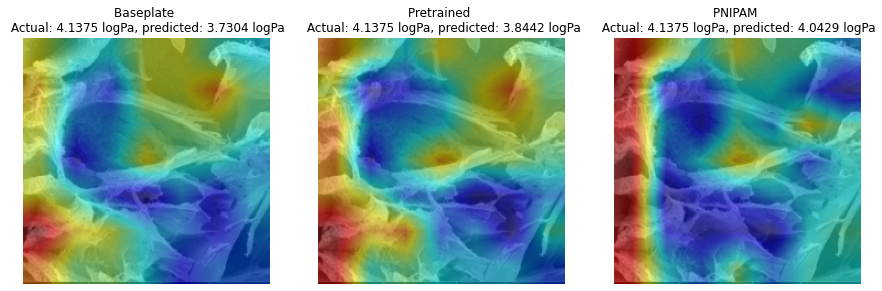 Baseplate
Actual: 4.1375 logPa, predicted: 3.7304 logPa
Pretrained
Actual: 4.1375 logPa, predicted: 3.8442 logPa
PNIPAM
Actual: 4.1375 logPa, predicted: 4.0429 logPa